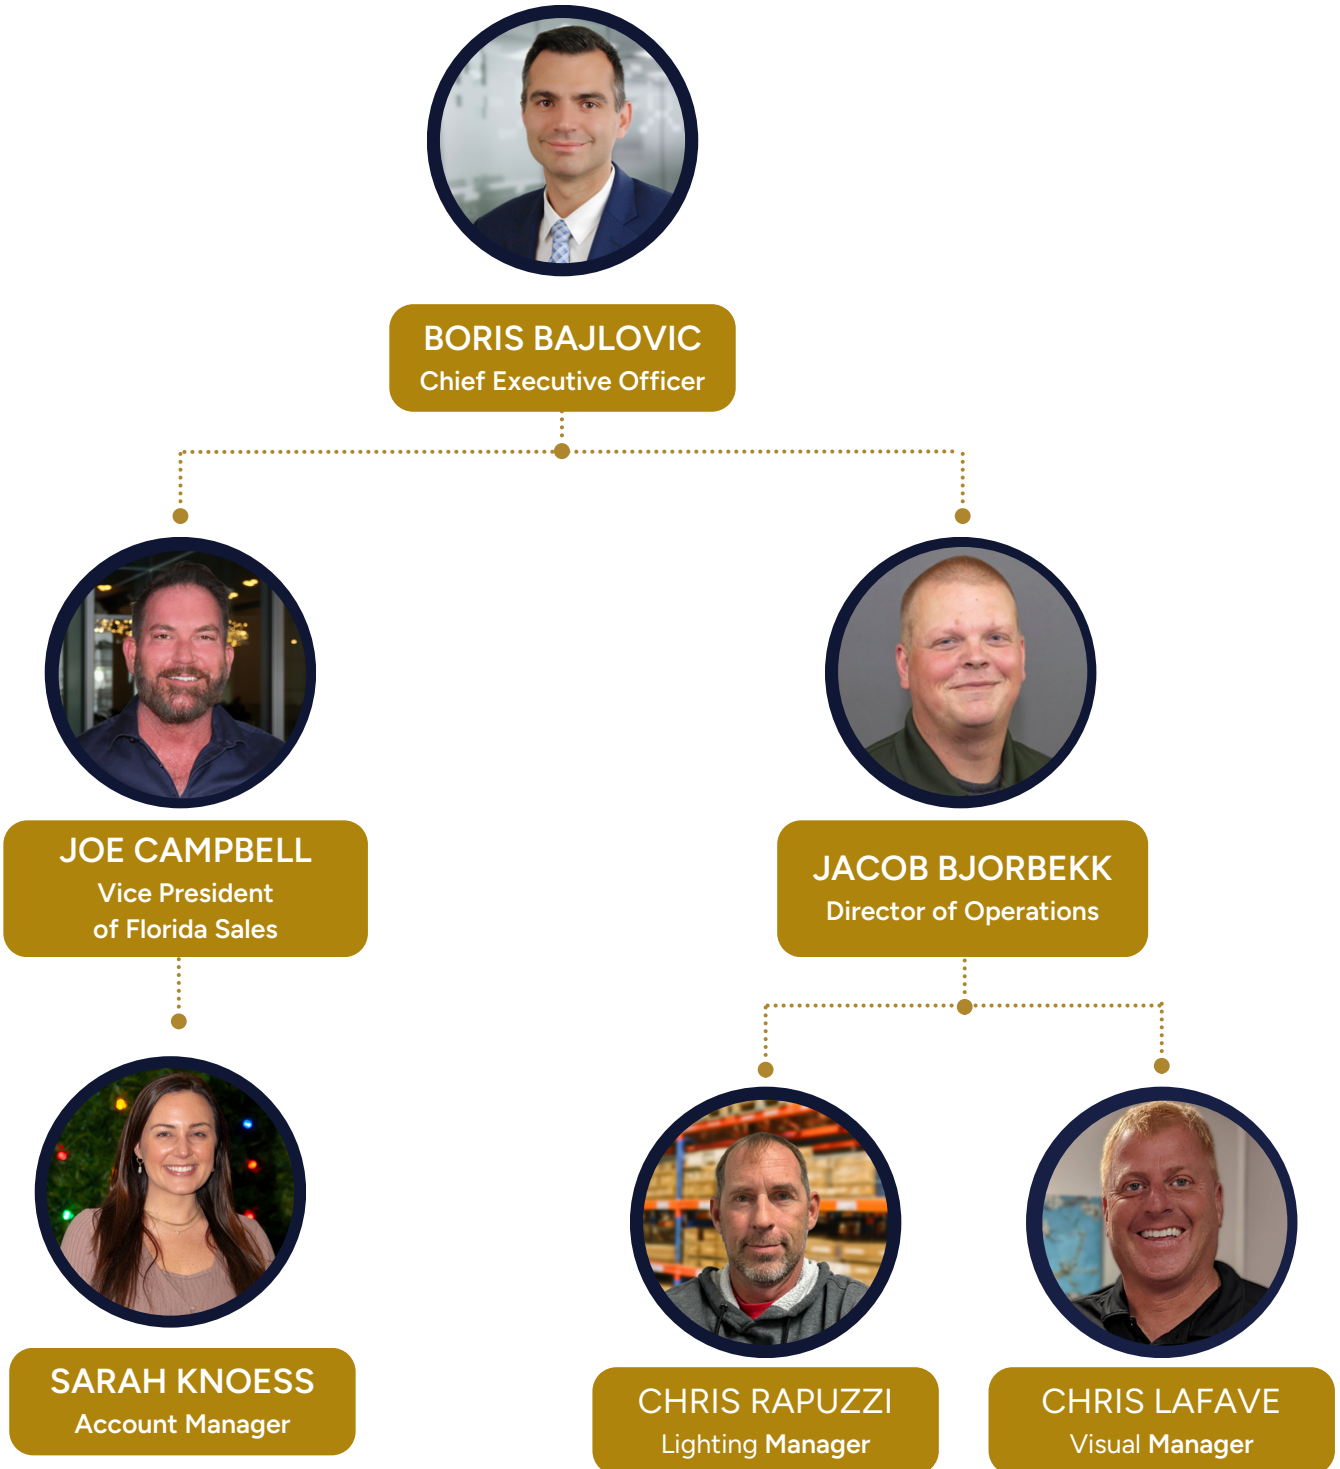 BORIS BAJLOVIC
Chief Executive Officer
JOE CAMPBELL
Vice President
of Florida Sales
JACOB BJORBEKK
Director of Operations
SARAH KNOESS
Account Manager
CHRIS RAPUZZI
Lighting Manager
CHRIS LAFAVE
Visual Manager